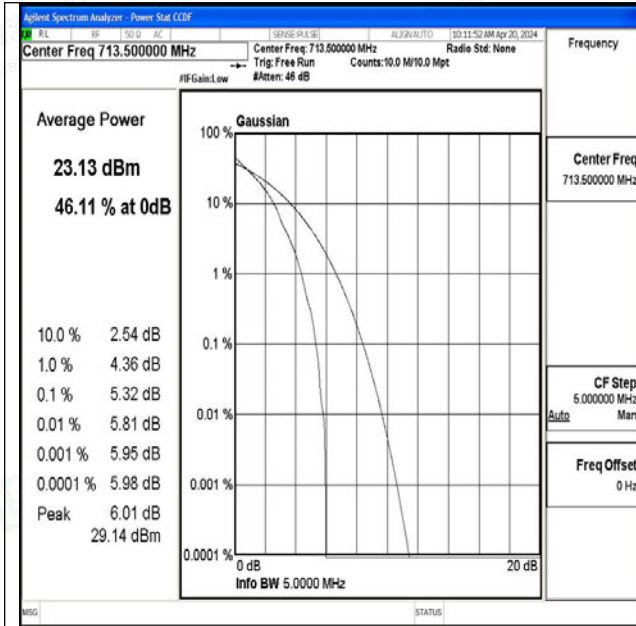 Agilent Spectrum Analyzer - Power Stat CCDF
RL RF 50 Ω AC SENSE:PULSE ALIGNAUTO 10:11:52 AM Apr 20, 2024
Center Freq 713.500000 MHz
Center Freq: 713.500000 MHz Radio Std: None
Trig: Free Run Counts:10.0 M/10.0 Mpt
#IFGain:Low #Atten: 46 dB
Frequency
Average Power
23.13 dBm
46.11 % at 0dB
10.0 % 2.54 dB
1.0 % 4.36 dB
0.1 % 5.32 dB
0.01 % 5.81 dB
0.001 % 5.95 dB
0.0001 % 5.98 dB
Peak 6.01 dB
29.14 dBm
Gaussian
100 %
10 %
1 %
0.1 %
0.01 %
0.001 %
0.0001 %
0 dB 20 dB
Info BW 5.0000 MHz
Center Freq
713.500000 MHz
CF Step
5.000000 MHz
Auto Man
Freq Offset
0 Hz
MSG STATUS